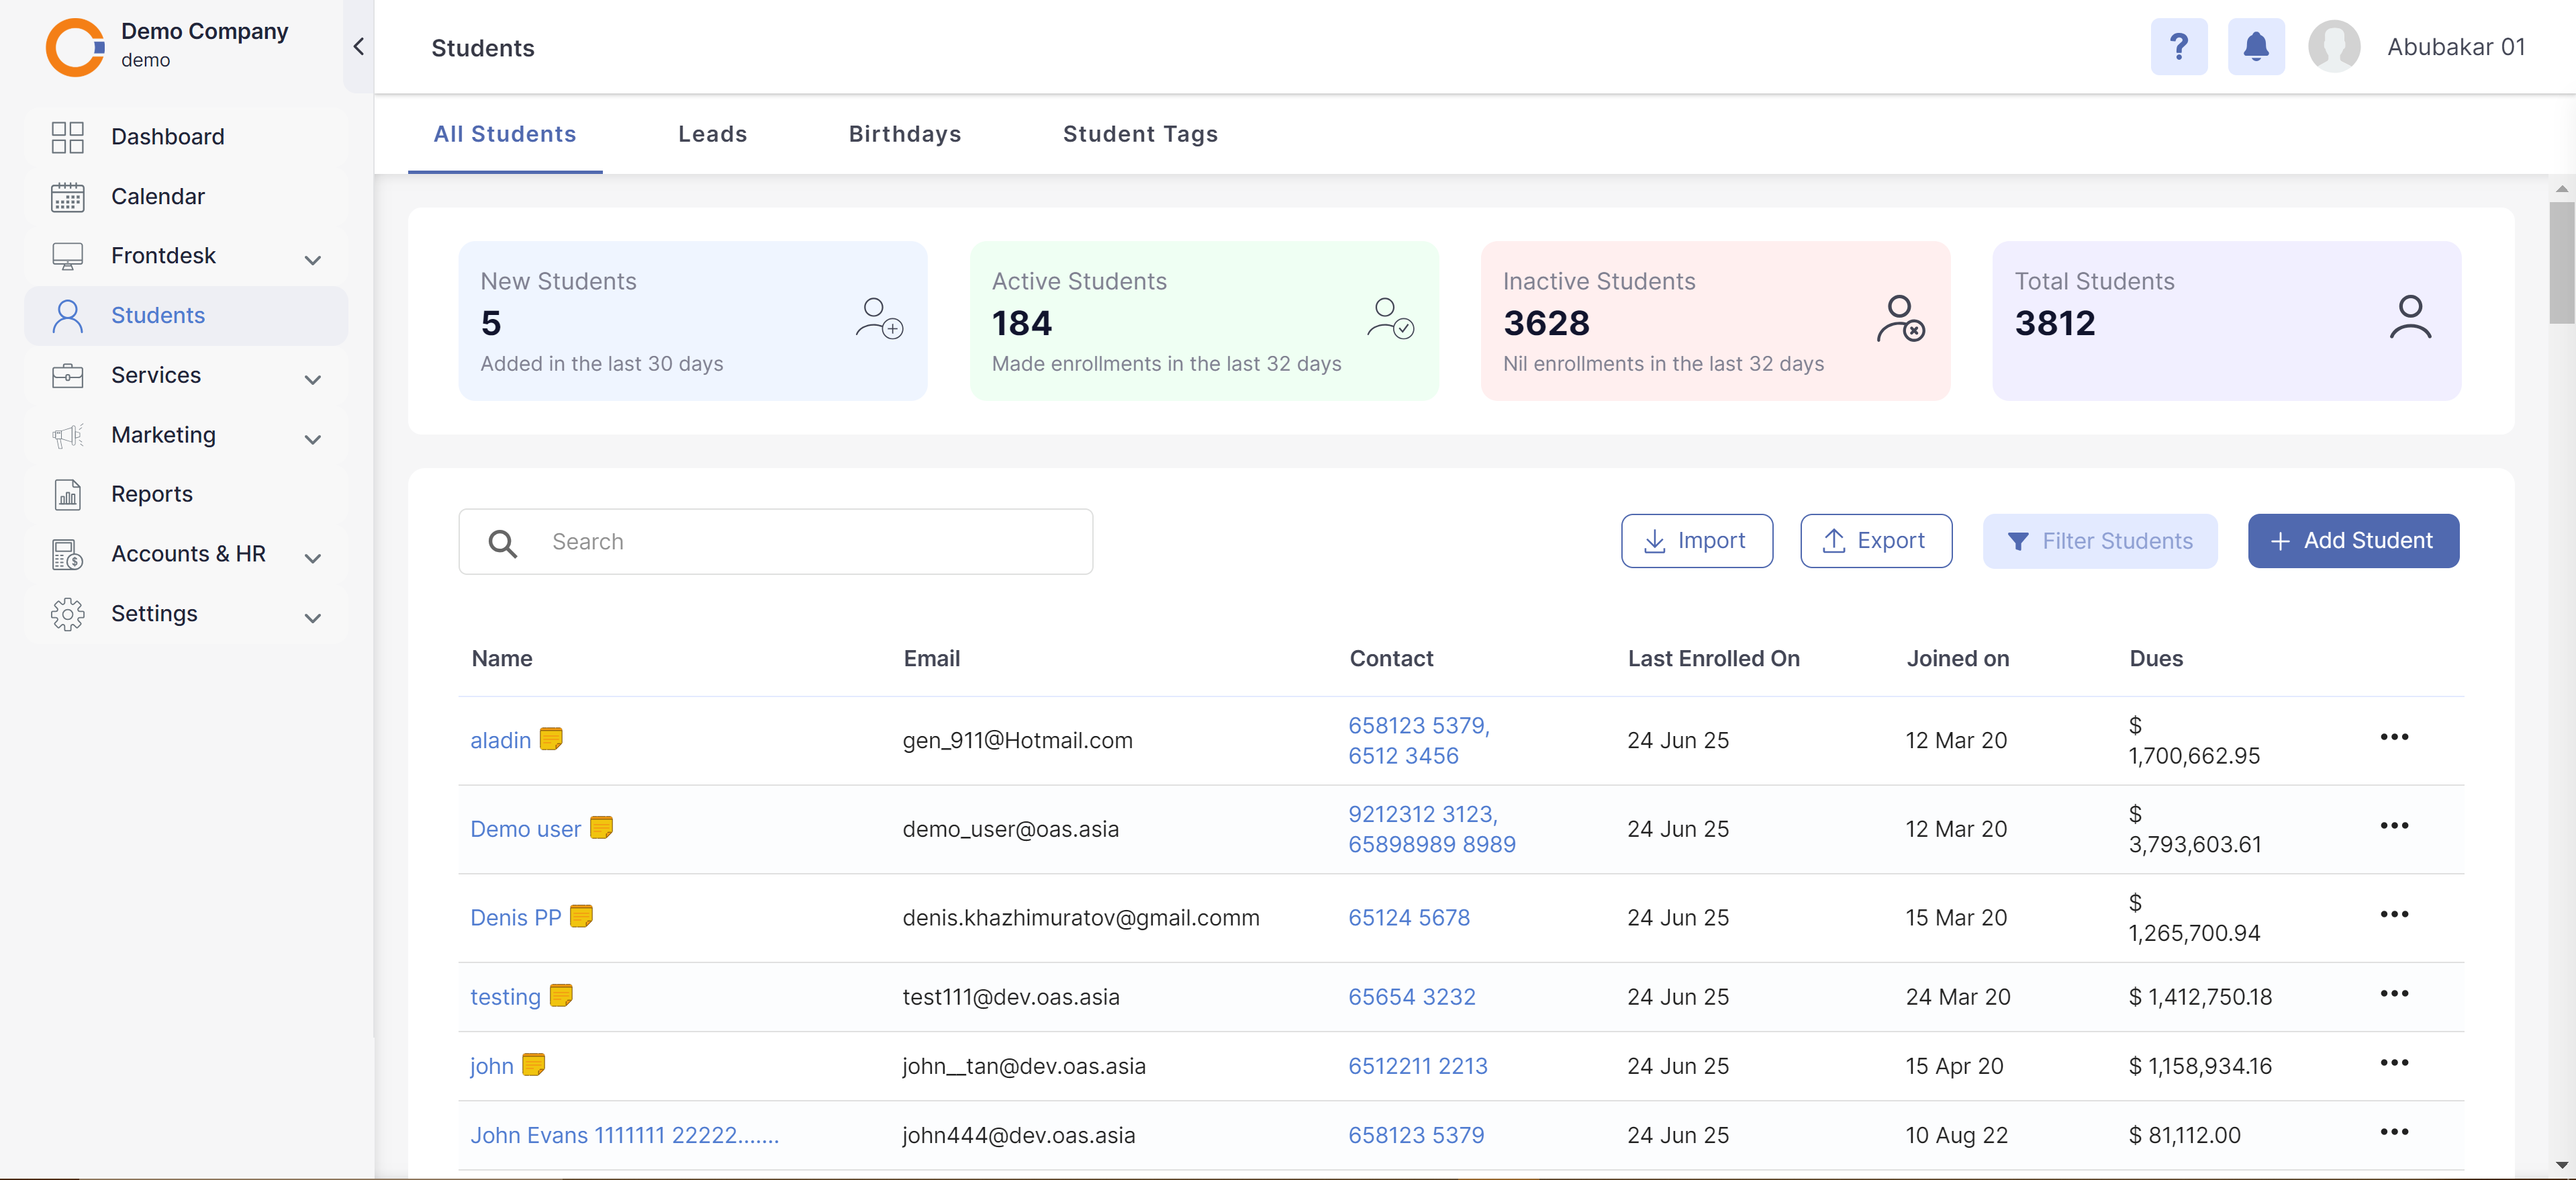 Demo Company
demo
Dashboard
Calendar
Frontdesk
Students
Services
Marketing
Reports
Accounts & HR
Settings
Students
?
Abubakar 01
All Students
Leads
Birthdays
Student Tags
New Students
5
Added in the last 30 days
Active Students
184
Made enrollments in the last 32 days
Inactive Students
3628
Nil enrollments in the last 32 days
Total Students
3812
Search
Import
Export
Filter Students
+ Add Student
Name Email Contact Last Enrolled On Joined on Dues
aladin gen_911@Hotmail.com 658123 5379, 24 Jun 25 12 Mar 20 $
6512 3456 1,700,662.95
Demo user demo_user@oas.asia 9212312 3123, 24 Jun 25 12 Mar 20 $
65898989 8989 3,793,603.61
Denis PP denis.khazhimuratov@gmail.comm 65124 5678 24 Jun 25 15 Mar 20 $
1,265,700.94
testing test111@dev.oas.asia 65654 3232 24 Jun 25 24 Mar 20 $ 1,412,750.18
john john__tan@dev.oas.asia 6512211 2213 24 Jun 25 15 Apr 20 $ 1,158,934.16
John Evans 1111111 22222....... john444@dev.oas.asia 658123 5379 24 Jun 25 10 Aug 22 $ 81,112.00